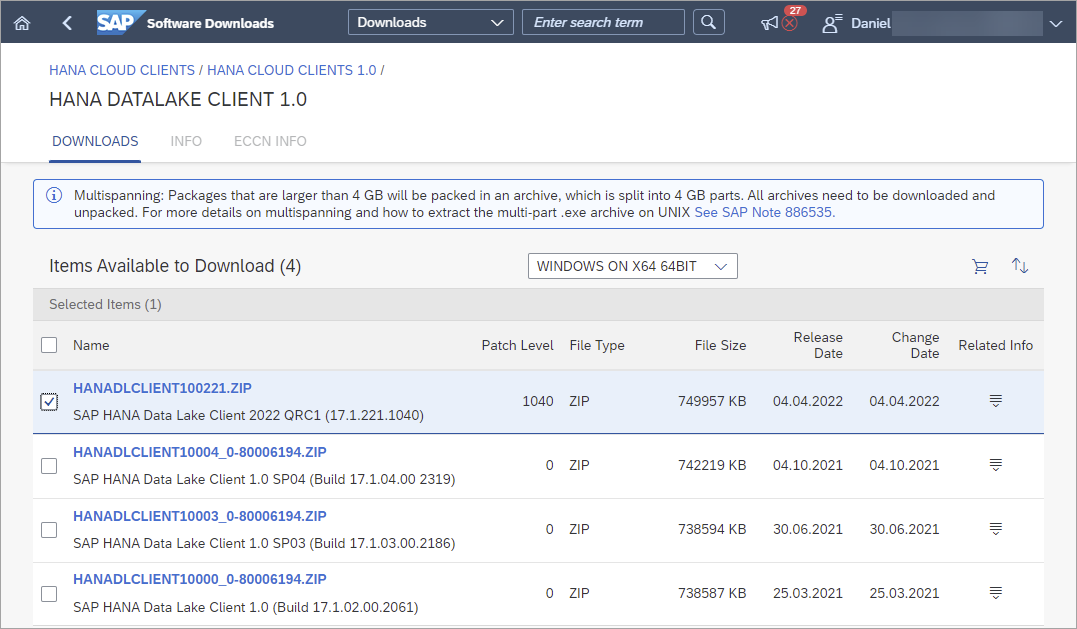 SAP Software Downloads
Downloads
Enter search term
27
Daniel
HANA CLOUD CLIENTS / HANA CLOUD CLIENTS 1.0 /
HANA DATALAKE CLIENT 1.0
DOWNLOADS INFO ECCN INFO
Multispanning: Packages that are larger than 4 GB will be packed in an archive, which is split into 4 GB parts. All archives need to be downloaded and
unpacked. For more details on multispanning and how to extract the multi-part .exe archive on UNIX See SAP Note 886535.
Items Available to Download (4)
WINDOWS ON X64 64BIT
Selected Items (1)
Name Patch Level File Type File Size Release Date Change Date Related Info
HANADLCLIENT100221.ZIP
SAP HANA Data Lake Client 2022 QRC1 (17.1.221.1040)
1040 ZIP 749957 KB 04.04.2022 04.04.2022
HANADLCLIENT10004_0-80006194.ZIP
SAP HANA Data Lake Client 1.0 SP04 (Build 17.1.04.00 2319)
0 ZIP 742219 KB 04.10.2021 04.10.2021
HANADLCLIENT10003_0-80006194.ZIP
SAP HANA Data Lake Client 1.0 SP03 (Build 17.1.03.00.2186)
0 ZIP 738594 KB 30.06.2021 30.06.2021
HANADLCLIENT10000_0-80006194.ZIP
SAP HANA Data Lake Client 1.0 (Build 17.1.02.00.2061)
0 ZIP 738587 KB 25.03.2021 25.03.2021